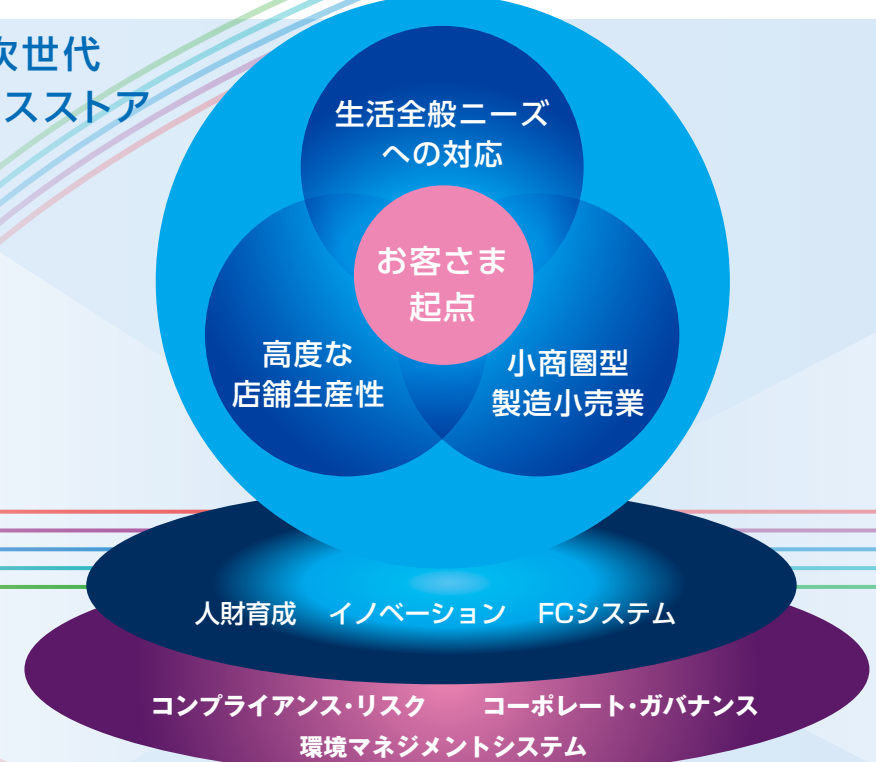 次世代
スストア
生活全般ニーズ
への対応
お客さま
起点
高度な
店舗生産性
小商圏型
製造小売業
人財育成 イノベーション FCシステム
コンプライアンス・リスク コーポレート・ガバナンス
環境マネジメントシステム